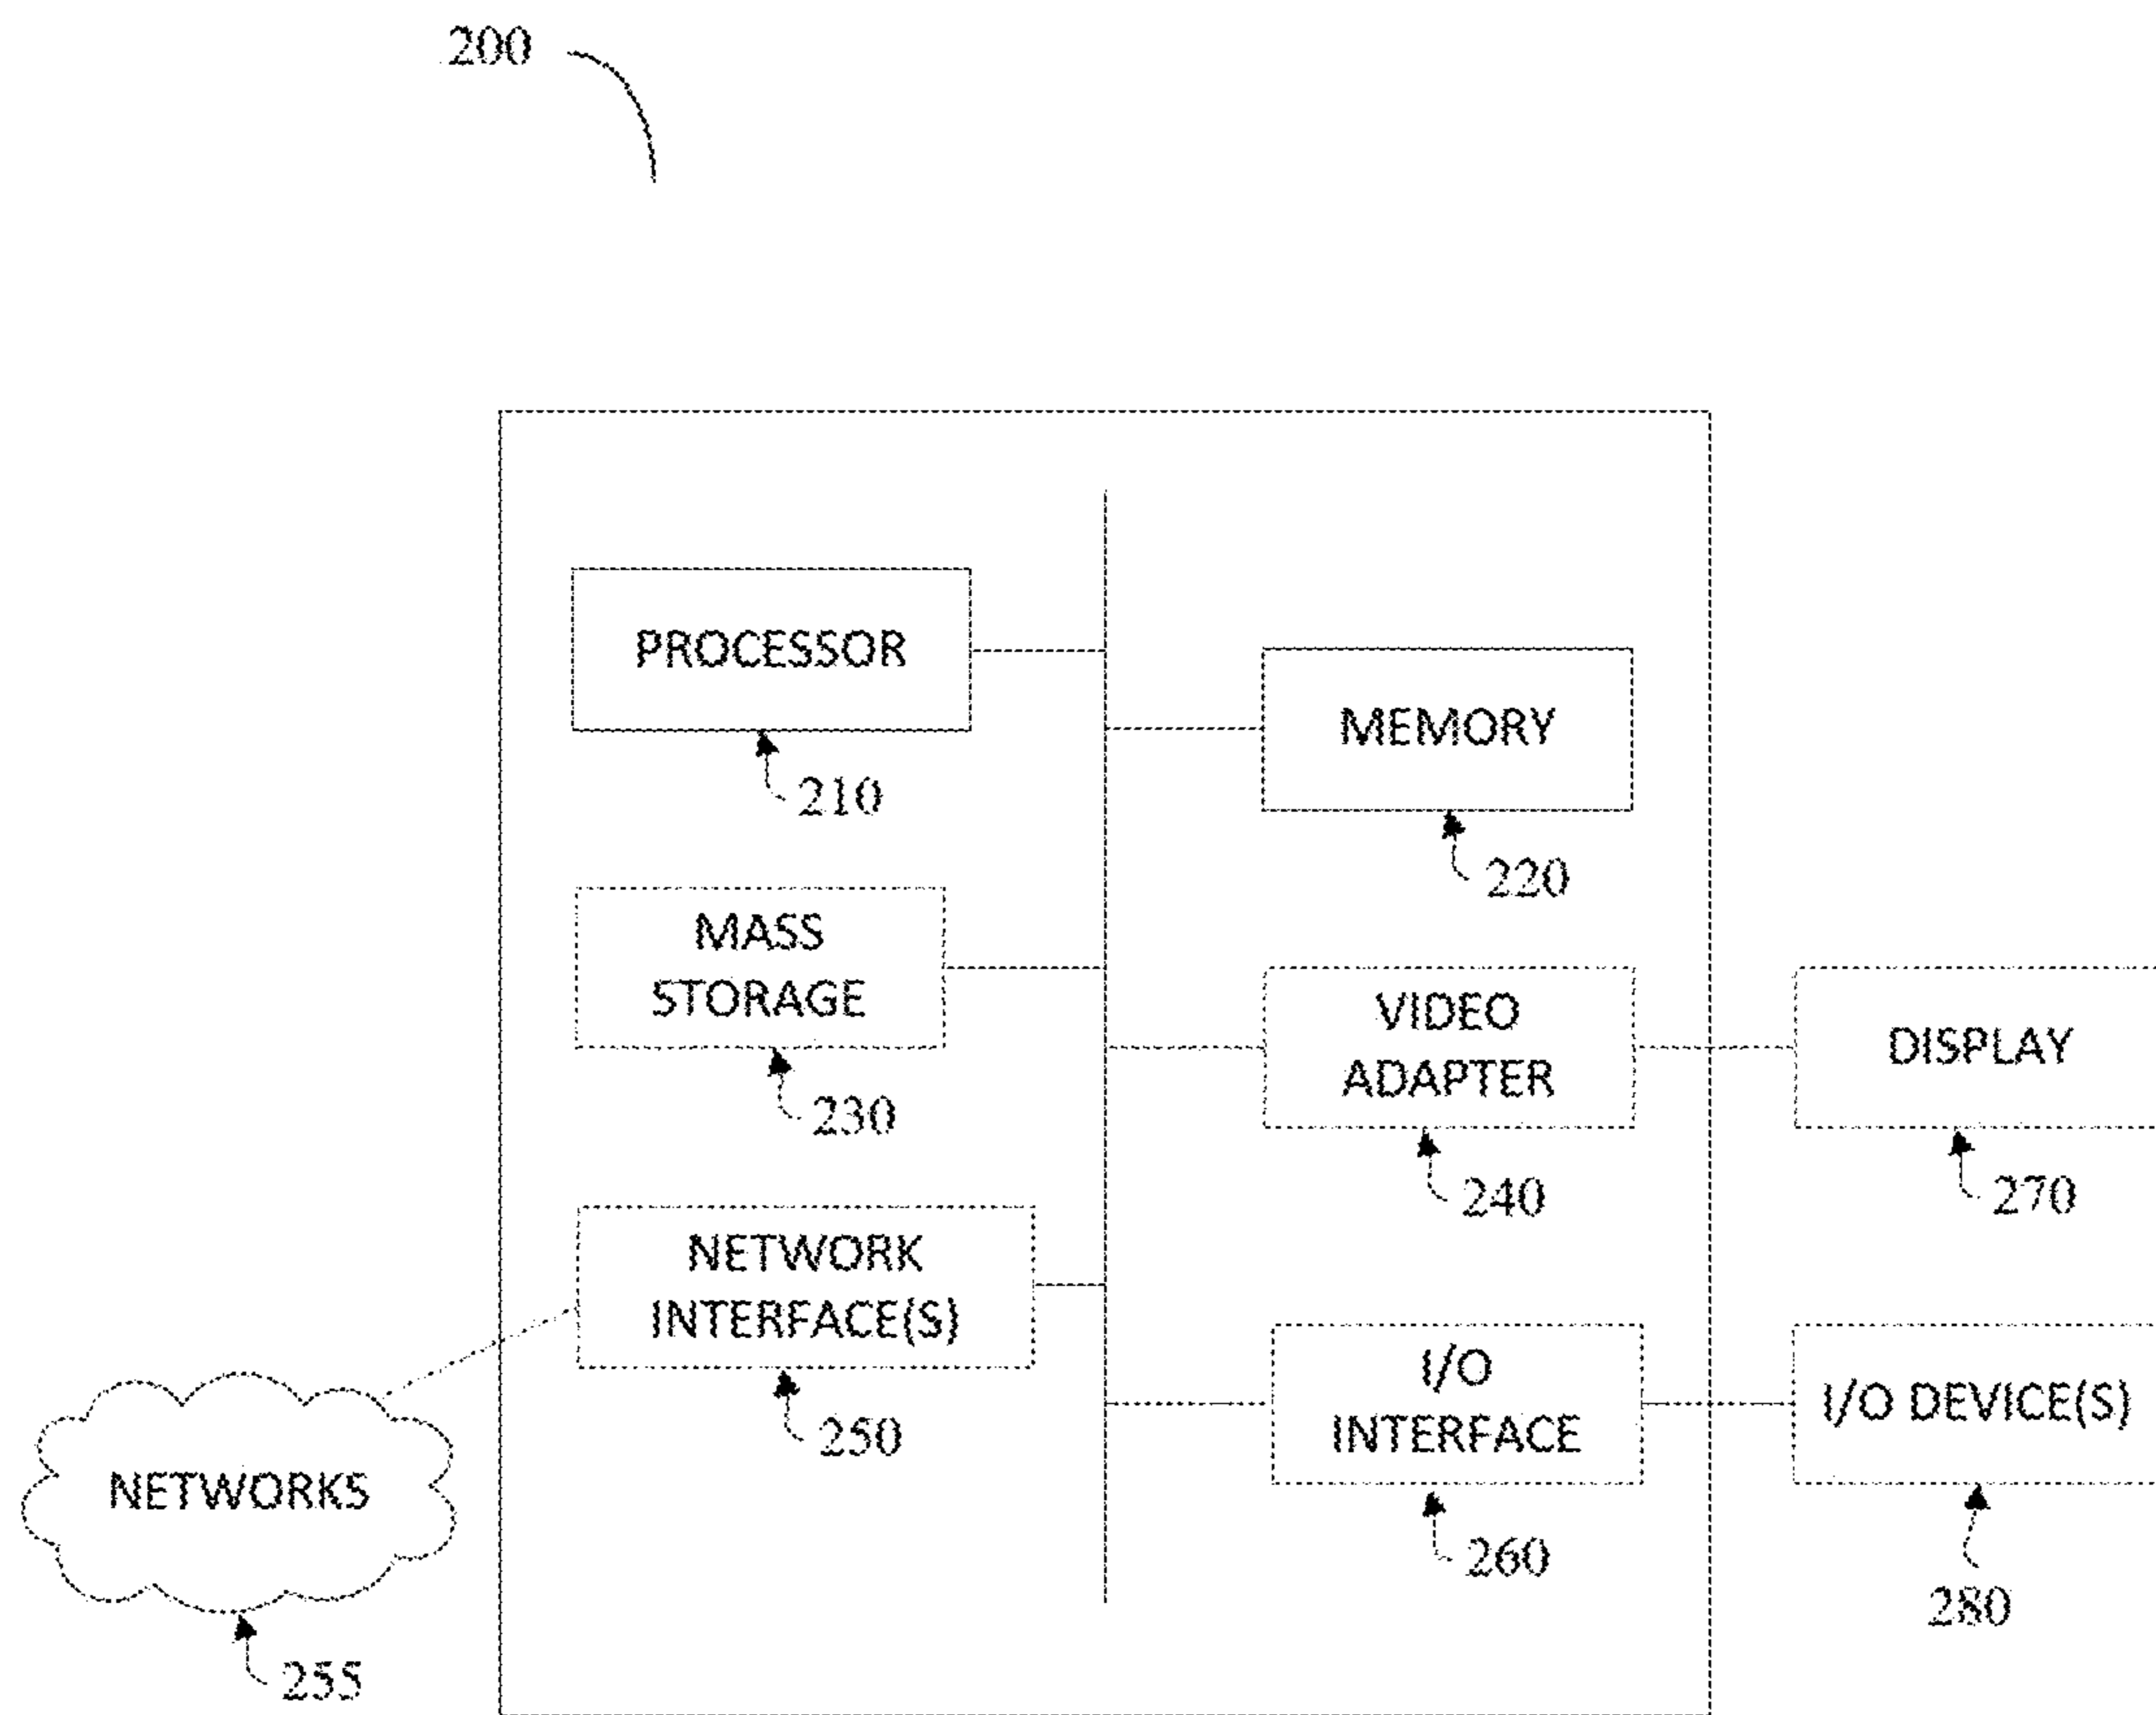 200
PROCESSOR
210
MEMORY
220
MASS
STORAGE
230
VIDEO
ADAPTER
240
DISPLAY
270
NETWORK
INTERFACE(S)
250
I/O
INTERFACE
260
I/O DEVICE(S)
280
NETWORKS
255